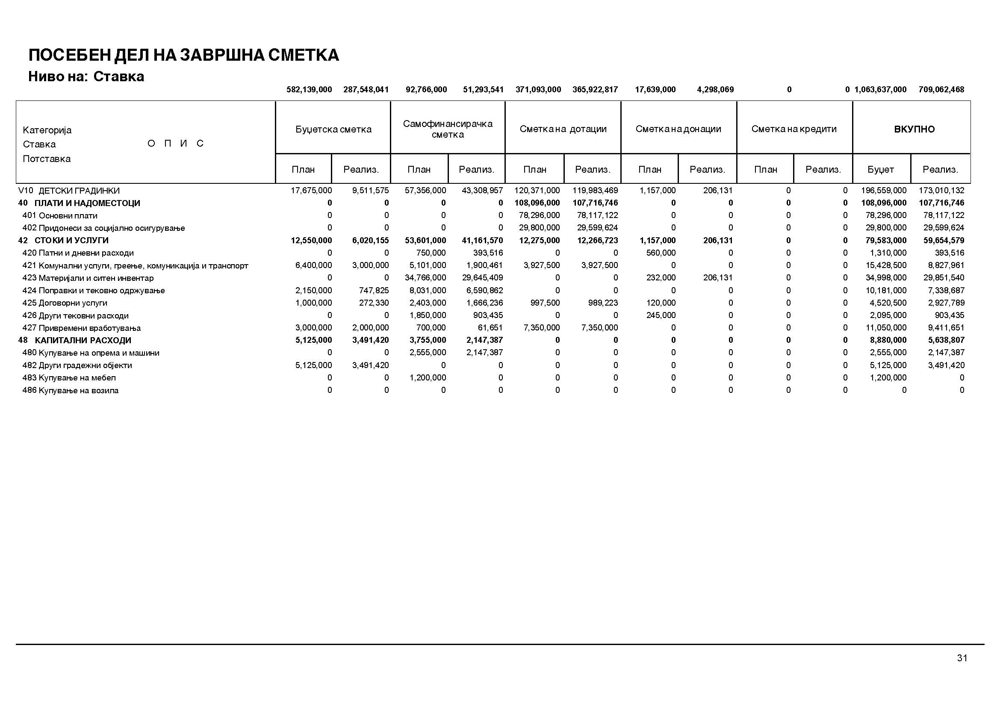 ПОСЕБЕН ДЕЛ НА ЗАВРШНА СМЕТКА
Ниво на: Ставка
582,139,000 287,548,041 92,766,000 51,293,541 371,093,000 365,922,817 17,639,000 4,298,069 0 0 1,063,637,000 709,062,468
Категорија
Ставка О П И С
Потставка
Буџетска сметка Самофинансирачка сметка Сметка на дотации Сметка на донации Сметка на кредити ВКУПНО
План Реализ. План Реализ. План Реализ. План Реализ. План Реализ. Буџет Реализ.
V10 ДЕТСКИ ГРАДИНКИ 17,675,000 9,511,575 57,356,000 43,308,957 120,371,000 119,983,469 1,157,000 206,131 0 0 196,559,000 173,010,132
40 ПЛАТИ И НАДОМЕСТОЦИ 0 0 0 0 108,096,000 107,716,746 0 0 0 0 108,096,000 107,716,746
401 Основни плати 0 0 0 0 78,296,000 78,117,122 0 0 0 0 78,296,000 78,117,122
402 Придонеси за социјално осигурување 0 0 0 0 29,800,000 29,599,624 0 0 0 0 29,800,000 29,599,624
42 СТОКИ И УСЛУГИ 12,550,000 6,020,155 53,601,000 41,161,570 12,275,000 12,266,723 1,157,000 206,131 0 0 79,583,000 59,654,579
420 Патни и дневни расходи 0 0 750,000 393,516 0 0 560,000 0 0 0 1,310,000 393,516
421 Комунални услуги, греење, комуникација и транспорт 6,400,000 3,000,000 5,101,000 1,900,461 3,927,500 3,927,500 0 0 0 0 15,428,500 8,827,961
423 Материјали и ситен инвентар 0 0 34,766,000 29,645,409 0 0 232,000 206,131 0 0 34,998,000 29,851,540
424 Поправки и тековно одржување 2,150,000 747,825 8,031,000 6,590,862 0 0 0 0 0 0 10,181,000 7,338,687
425 Договорни услуги 1,000,000 272,330 2,403,000 1,666,236 997,500 989,223 120,000 0 0 0 4,520,500 2,927,789
426 Други тековни расходи 0 0 1,850,000 903,435 0 0 245,000 0 0 0 2,095,000 903,435
427 Привремени вработувања 3,000,000 2,000,000 700,000 61,651 7,350,000 7,350,000 0 0 0 0 11,050,000 9,411,651
48 КАПИТАЛНИ РАСХОДИ 5,125,000 3,491,420 3,755,000 2,147,387 0 0 0 0 0 0 8,880,000 5,638,807
480 Купување на опрема и машини 0 0 2,555,000 2,147,387 0 0 0 0 0 0 2,555,000 2,147,387
482 Други градежни објекти 5,125,000 3,491,420 0 0 0 0 0 0 0 0 5,125,000 3,491,420
483 Купување на мебел 0 0 1,200,000 0 0 0 0 0 0 0 1,200,000 0
486 Купување на возила 0 0 0 0 0 0 0 0 0 0 0 0
31